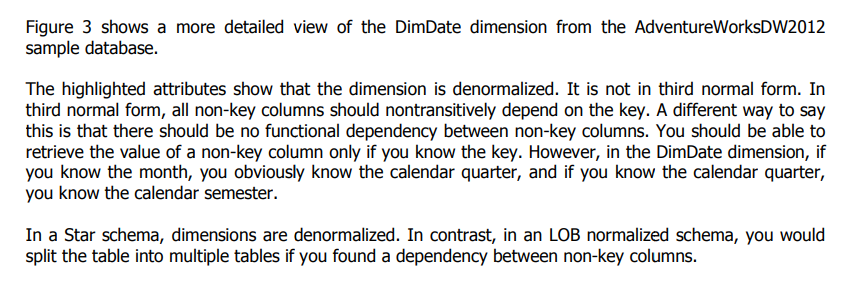 Figure 3 shows a more detailed view of the DimDate dimension from the AdventureWorksDW2012
sample database.
The highlighted attributes show that the dimension is denormalized. It is not in third normal form. In
third normal form, all non-key columns should nontransitively depend on the key. A different way to say
this is that there should be no functional dependency between non-key columns. You should be able to
retrieve the value of a non-key column only if you know the key. However, in the DimDate dimension, if
you know the month, you obviously know the calendar quarter, and if you know the calendar quarter,
you know the calendar semester.
In a Star schema, dimensions are denormalized. In contrast, in an LOB normalized schema, you would
split the table into multiple tables if you found a dependency between non-key columns.